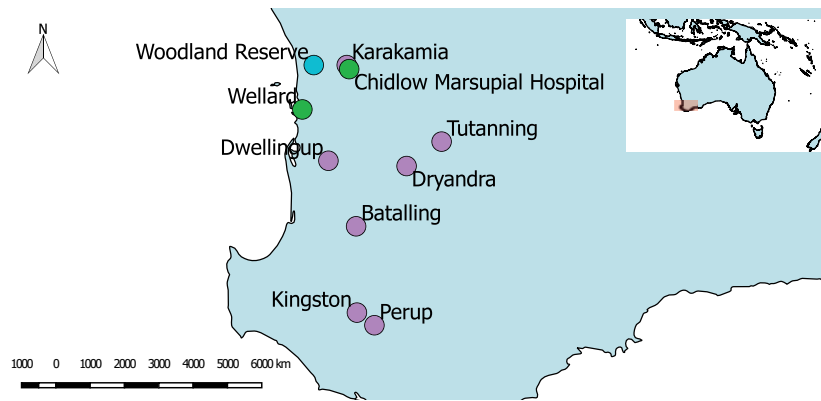 N
Woodland Reserve
Karakamia
Chidlow Marsupial Hospital
Wellard
Tutanning
Dwellingup
Dryandra
Batalling
Kingston
Perup
1000 0 1000 2000 3000 4000 5000 6000 km